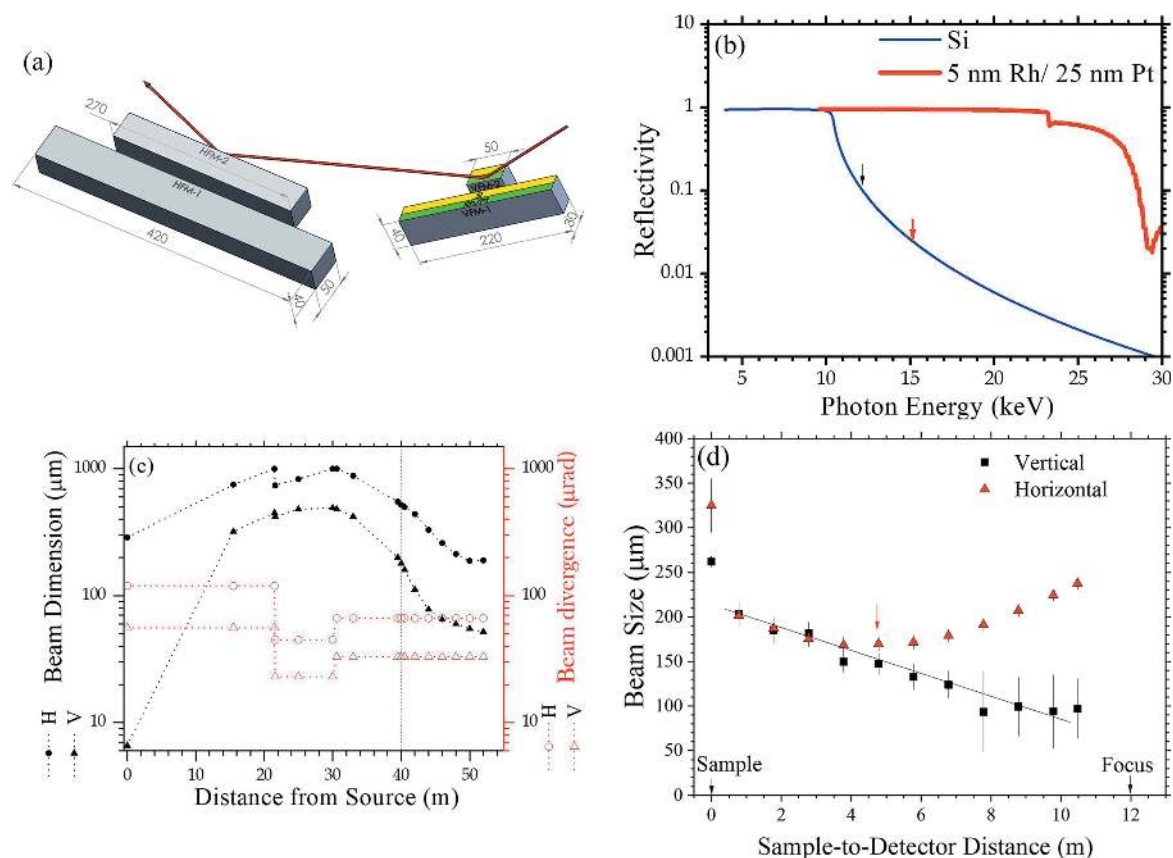 (a)
270
HFM-2
HFM-1
420
40
50
50
VFM-2
VFM-1
40
220
30
(b)
Si
5 nm Rh/ 25 nm Pt
Reflectivity
10
1
0.1
0.01
0.001
5 10 15 20 25 30
Photon Energy (keV)
(c)
Beam Dimension (μm)
H
V
1000
100
10
0 10 20 30 40 50
Distance from Source (m)
1000
100
10
Beam divergence (μrad)
H
V
(d)
Vertical
Horizontal
Beam Size (μm)
400
350
300
250
200
150
100
50
0
Sample
Focus
0 2 4 6 8 10 12
Sample-to-Detector Distance (m)